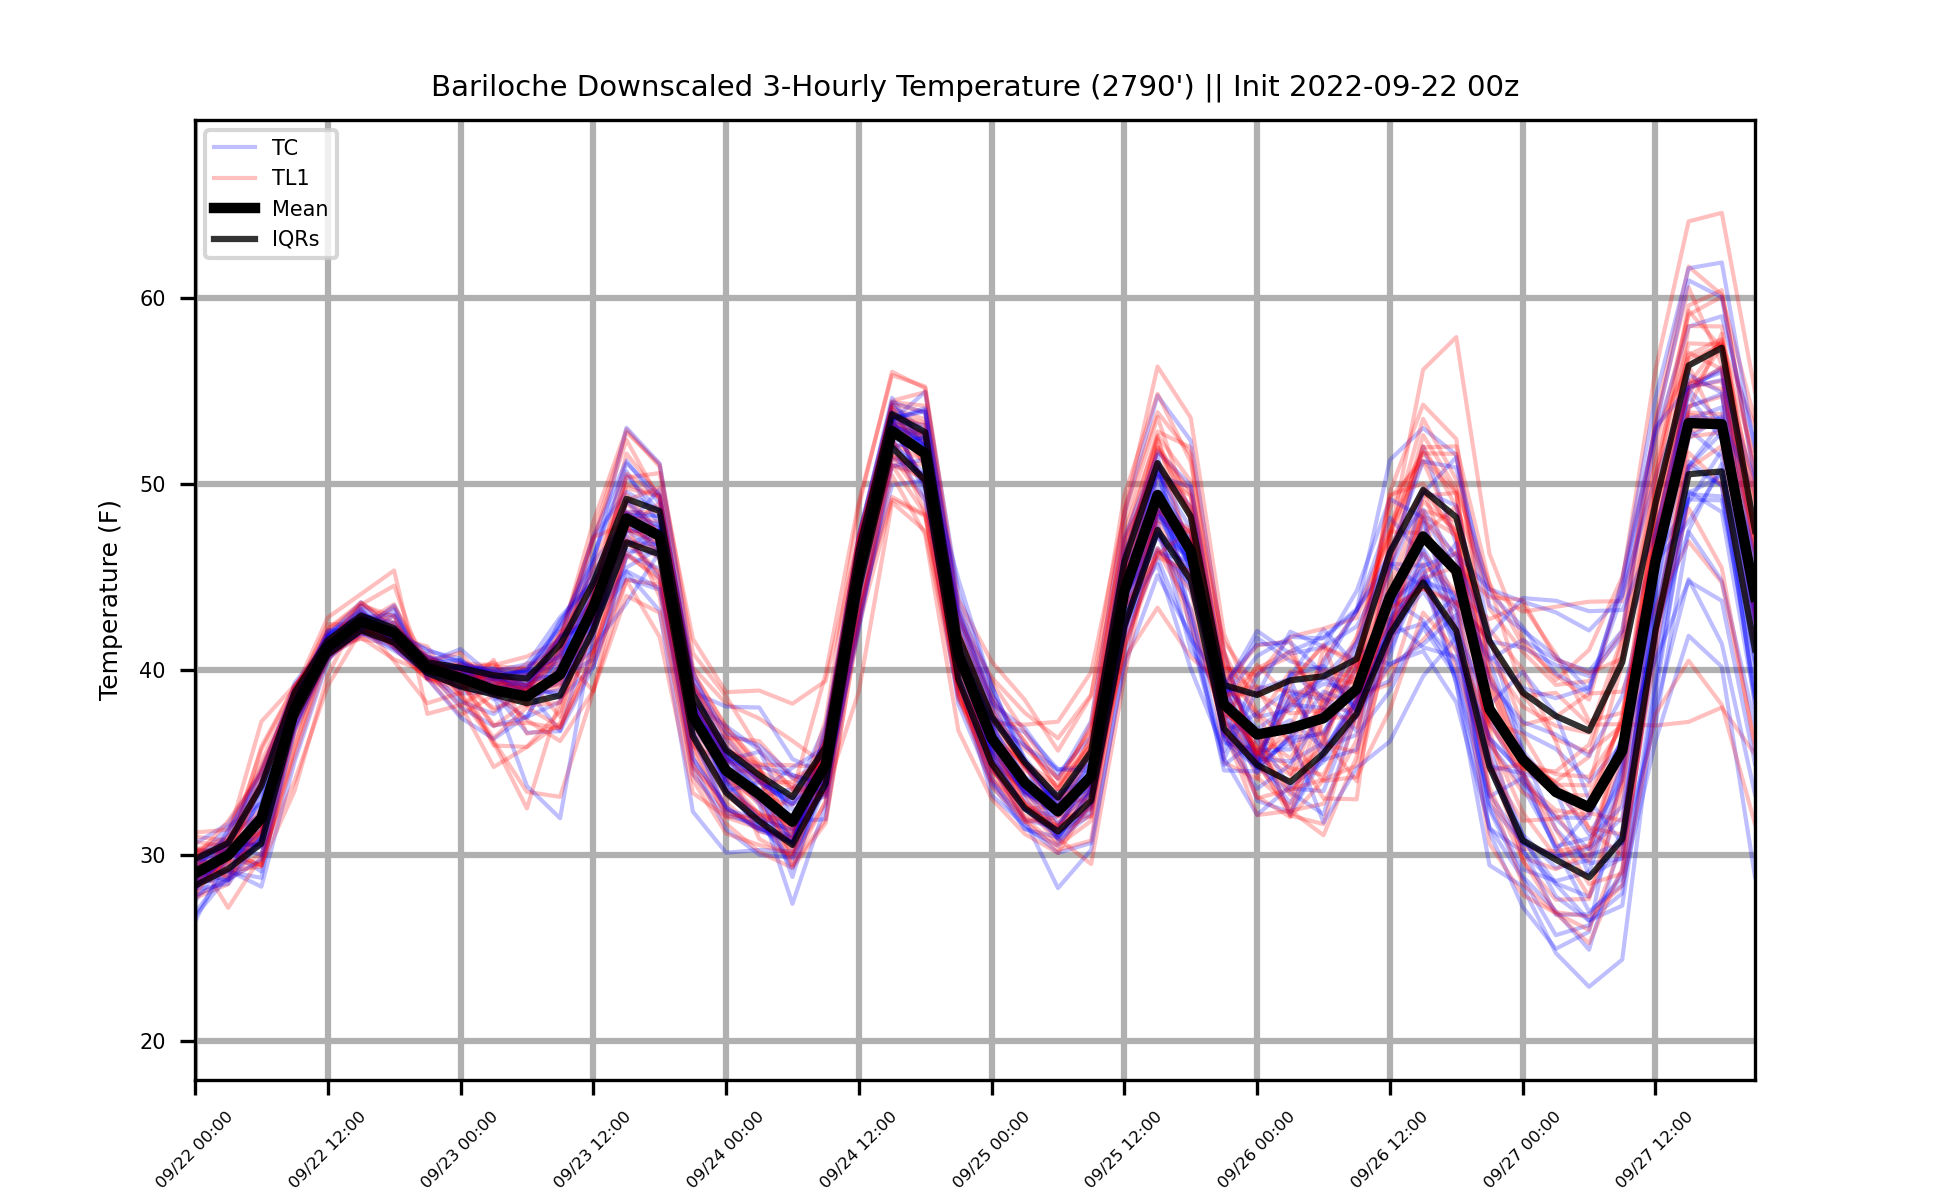 Bariloche Downscaled 3-Hourly Temperature (2790') || Init 2022-09-22 00z
TC
TL1
Mean
IQRs
Temperature (F)
60
50
40
30
20
09/22 00:00
09/22 12:00
09/23 00:00
09/23 12:00
09/24 00:00
09/24 12:00
09/25 00:00
09/25 12:00
09/26 00:00
09/26 12:00
09/27 00:00
09/27 12:00